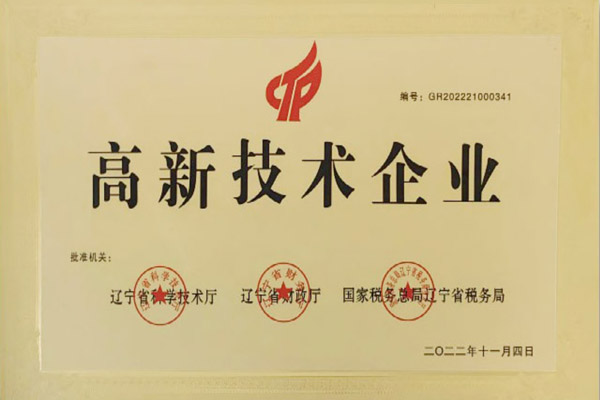 编号：GR202221000341
高新技术企业
批准机关：
辽宁省科学技术厅 辽宁省财政厅 国家税务总局辽宁省税务局
二〇二二年十一月四日